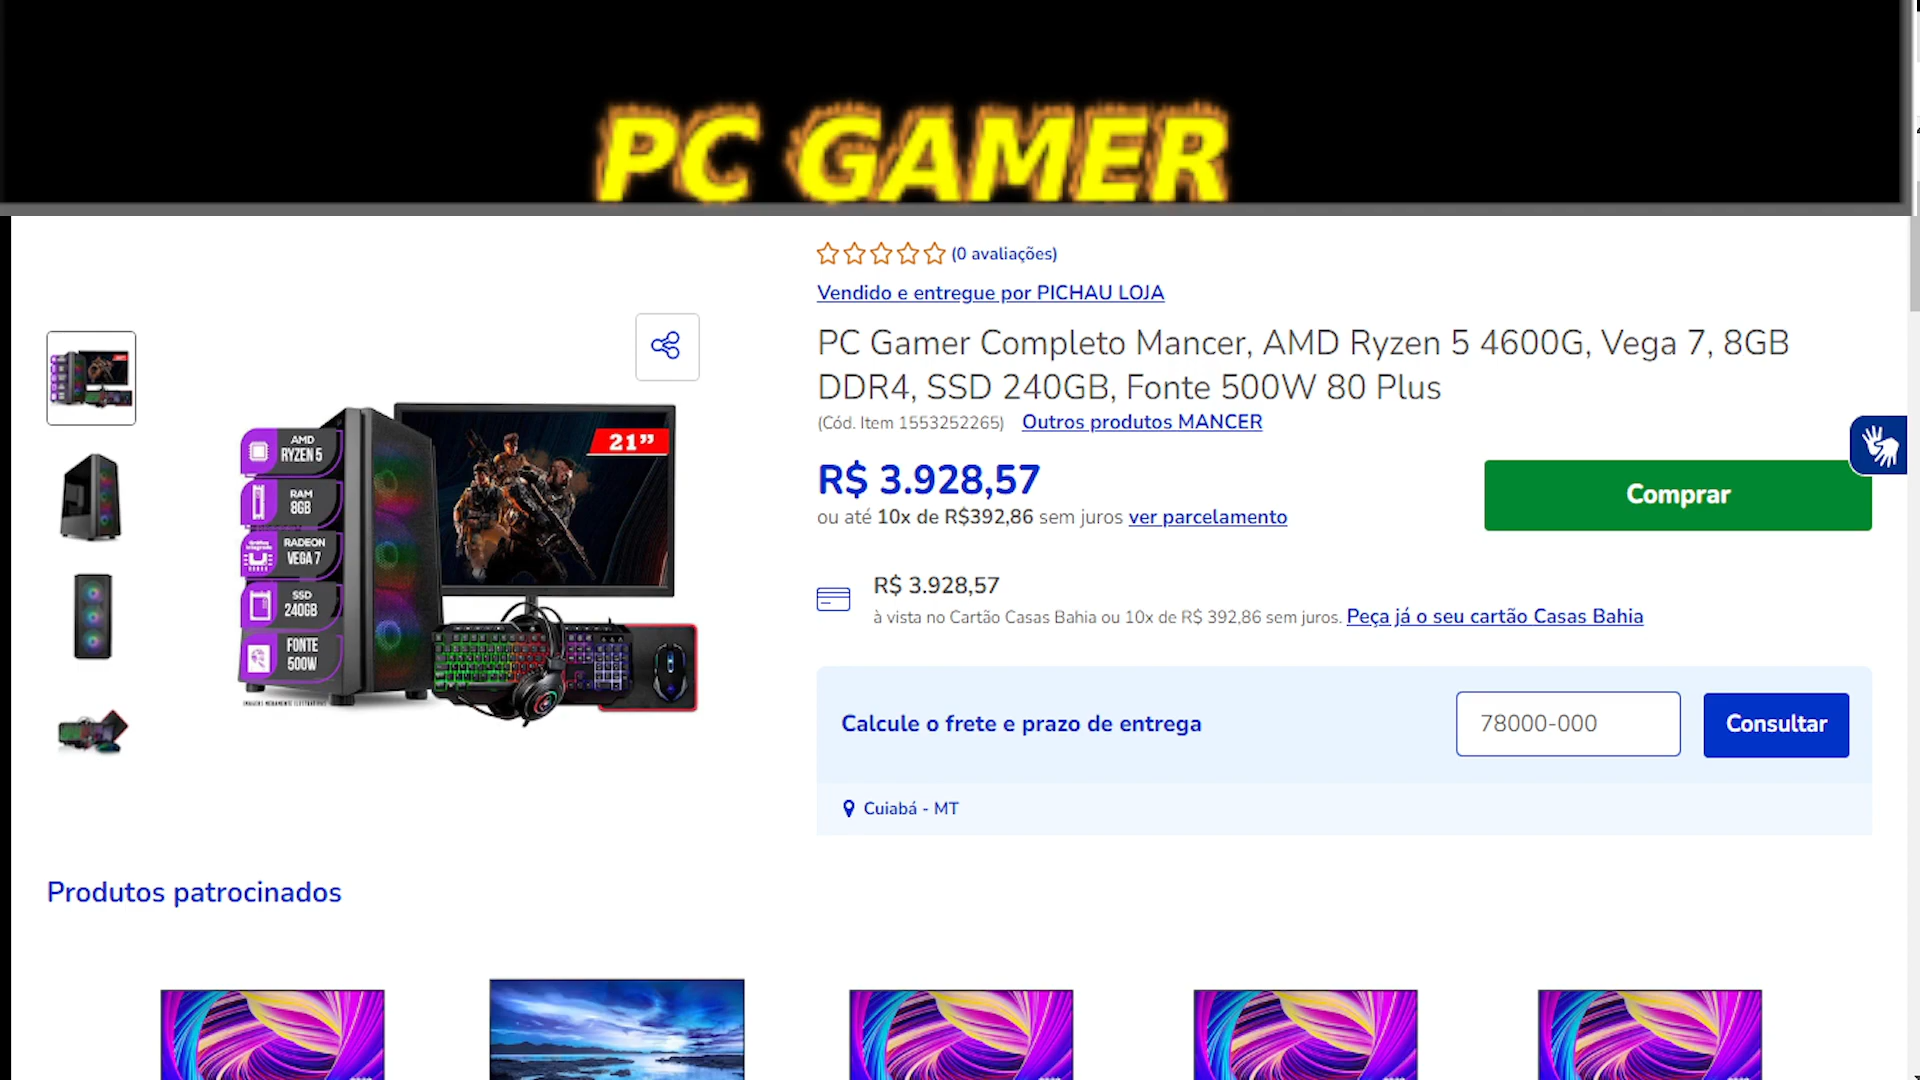 PC GAMER
(0 avaliações)
Vendido e entregue por PICHAU LOJA
PC Gamer Completo Mancer, AMD Ryzen 5 4600G, Vega 7, 8GB
DDR4, SSD 240GB, Fonte 500W 80 Plus
(Cód. Item 1553252265) Outros produtos MANCER
R$ 3.928,57
ou até 10x de R$392,86 sem juros ver parcelamento
Comprar
R$ 3.928,57
à vista no Cartão Casas Bahia ou 10x de R$ 392,86 sem juros. Peça já o seu cartão Casas Bahia
Calcule o frete e prazo de entrega
78000-000
Consultar
Cuiabá - MT
21”
AMD
RYZEN 5
RAM
8GB
RADEON
VEGA 7
SSD
240GB
FONTE
500W
IMAGENS MERAMENTE ILUSTRATIVAS
Produtos patrocinados